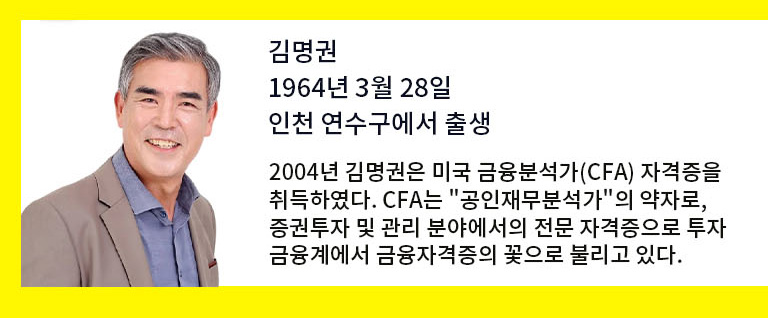 김명권
1964년 3월 28일
인천 연수구에서 출생
2004년 김명권은 미국 금융분석가(CFA) 자격증을
취득하였다. CFA는 "공인재무분석가"의 약자로,
증권투자 및 관리 분야에서의 전문 자격증으로 투자
금융계에서 금융자격증의 꽃으로 불리고 있다.